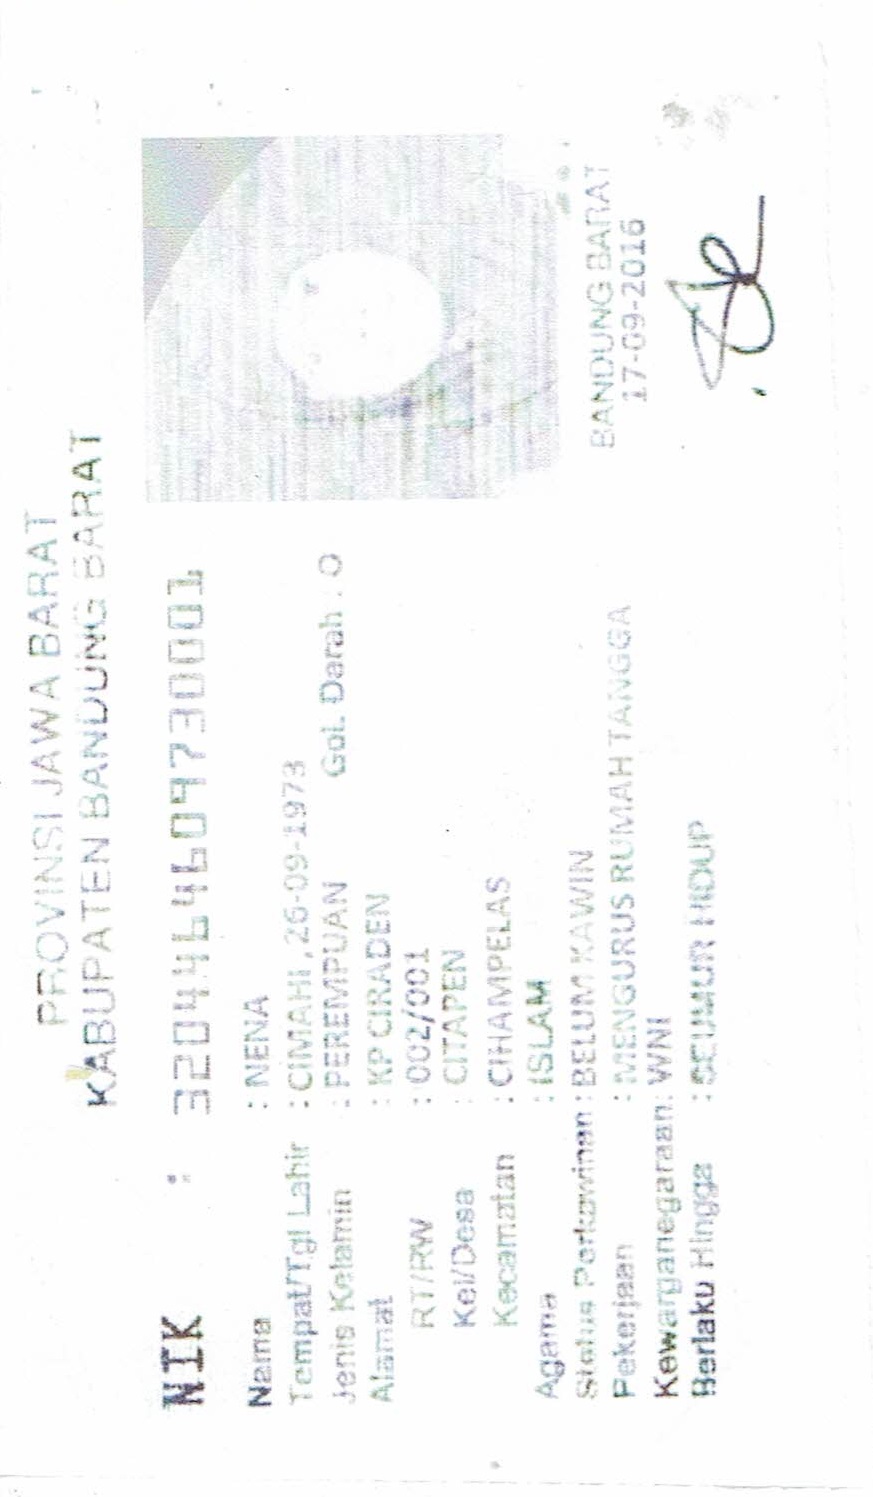 PROVINSI JAWA BARAT
KABUPATEN BANDUNG BARAT
NIK : 3204466609730001
Nama : NENA
Tempat/Tgl Lahir : CIMAHI, 26-09-1973
Jenis Kelamin : PEREMPUAN Gol. Darah : O
Alamat : KP CIRADEN
RT/RW : 002/001
Kel/Desa : CITAPEN
Kecamatan : CIHAMPELAS
Agama : ISLAM
Status Perkawinan : BELUM KAWIN
Pekerjaan : MENGURUS RUMAH TANGGA
Kewarganegaraan : WNI
Berlaku Hingga : SEUMUR HIDUP
BANDUNG BARAT
17-09-2016